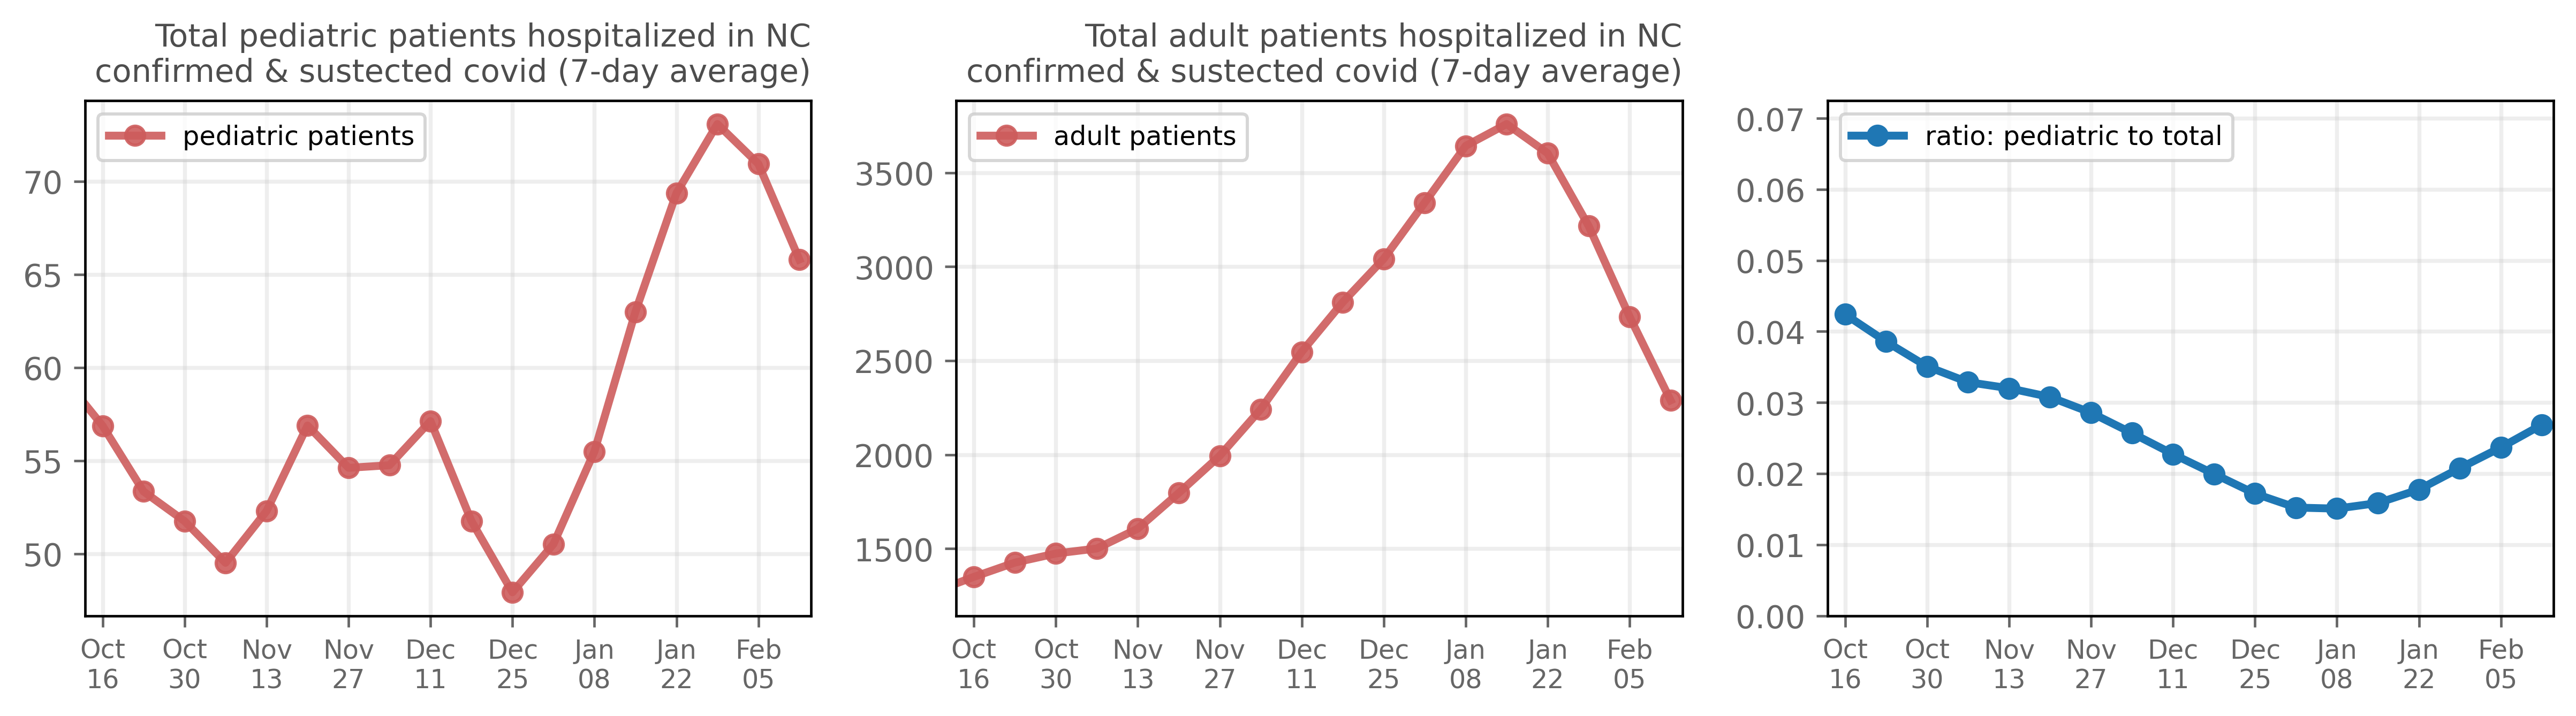 Total pediatric patients hospitalized in NC
confirmed & sustected covid (7-day average)
pediatric patients
70
65
60
55
50
Oct Oct Nov Nov Dec Dec Jan Jan Feb
16 30 13 27 11 25 08 22 05
Total adult patients hospitalized in NC
confirmed & sustected covid (7-day average)
adult patients
3500
3000
2500
2000
1500
Oct Oct Nov Nov Dec Dec Jan Jan Feb
16 30 13 27 11 25 08 22 05
ratio: pediatric to total
0.07
0.06
0.05
0.04
0.03
0.02
0.01
0.00
Oct Oct Nov Nov Dec Dec Jan Jan Feb
16 30 13 27 11 25 08 22 05